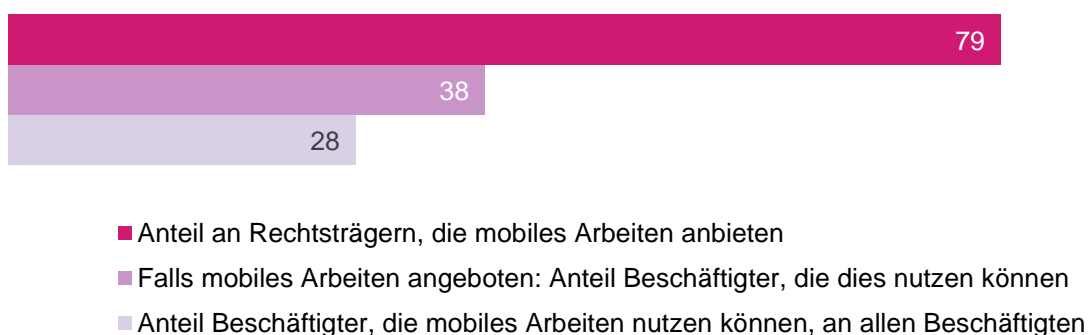 79
38
28
Anteil an Rechtsträgern, die mobiles Arbeiten anbieten
Falls mobiles Arbeiten angeboten: Anteil Beschäftigter, die dies nutzen können
Anteil Beschäftigter, die mobiles Arbeiten nutzen können, an allen Beschäftigten